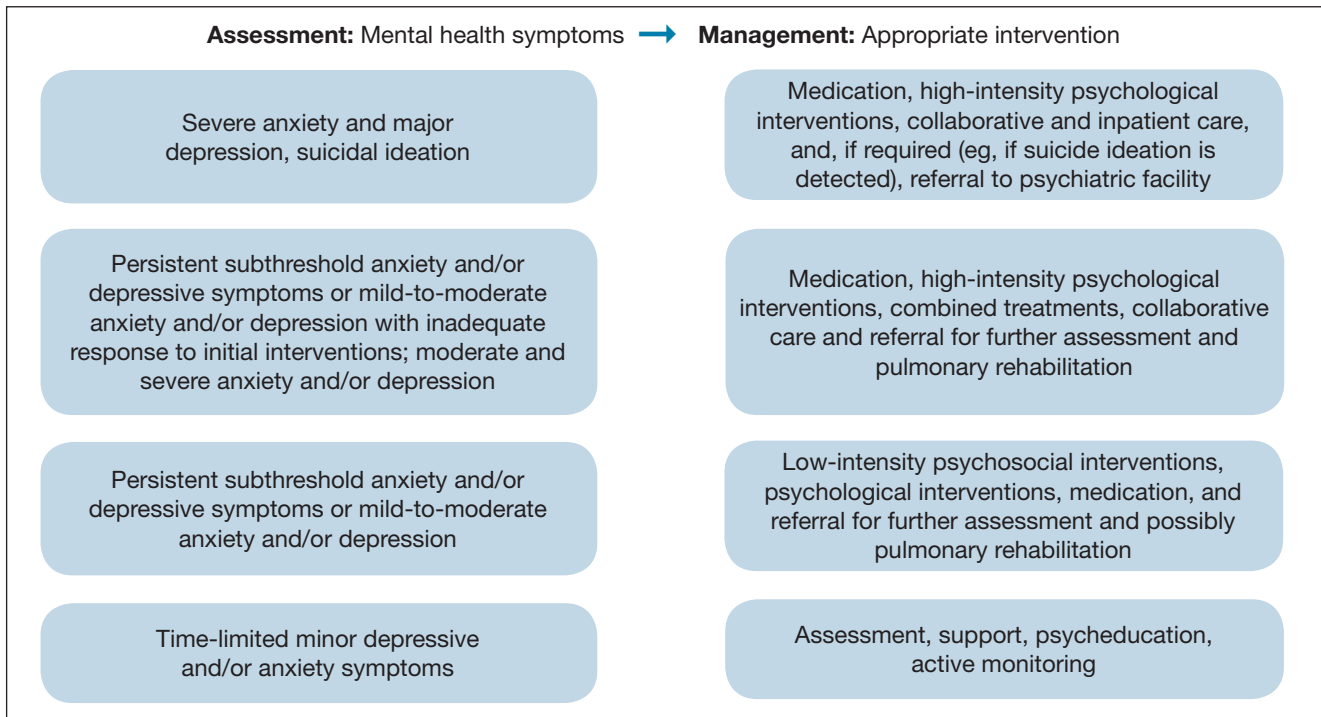 Assessment: Mental health symptoms → Management: Appropriate intervention
Severe anxiety and major
depression, suicidal ideation
Medication, high-intensity psychological
interventions, collaborative and inpatient care,
and, if required (eg, if suicide ideation is
detected), referral to psychiatric facility
Persistent subthreshold anxiety and/or
depressive symptoms or mild-to-moderate
anxiety and/or depression with inadequate
response to initial interventions; moderate and
severe anxiety and/or depression
Medication, high-intensity psychological
interventions, combined treatments, collaborative
care and referral for further assessment and
pulmonary rehabilitation
Persistent subthreshold anxiety and/or
depressive symptoms or mild-to-moderate
anxiety and/or depression
Low-intensity psychosocial interventions,
psychological interventions, medication, and
referral for further assessment and possibly
pulmonary rehabilitation
Time-limited minor depressive
and/or anxiety symptoms
Assessment, support, psycheducation,
active monitoring